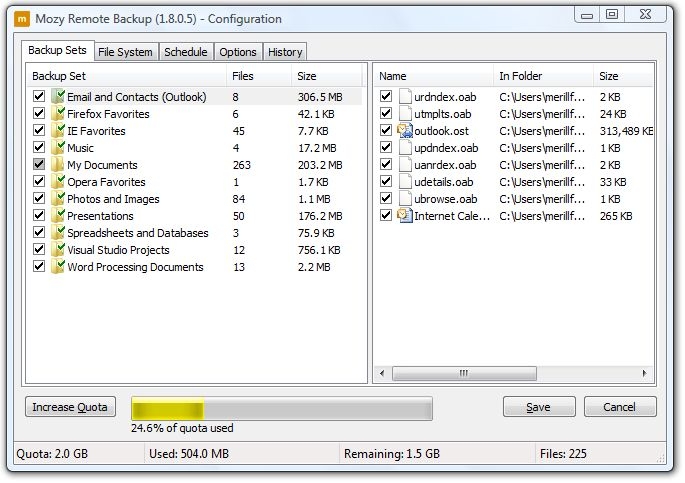 m Mozy Remote Backup (1.8.0.5) - Configuration
Backup Sets File System Schedule Options History
Backup Set Files Size
Email and Contacts (Outlook) 8 306.5 MB
Firefox Favorites 6 42.1 KB
IE Favorites 45 7.7 KB
Music 4 17.2 MB
My Documents 263 203.2 MB
Opera Favorites 1 1.7 KB
Photos and Images 84 1.1 MB
Presentations 50 176.2 MB
Spreadsheets and Databases 3 75.9 KB
Visual Studio Projects 12 756.1 KB
Word Processing Documents 13 2.2 MB
Name In Folder Size
urdndex.oab C:\Users\merillf... 2 KB
utmplts.oab C:\Users\merillf... 24 KB
outlook.ost C:\Users\merillf... 313,489 KB
updndex.oab C:\Users\merillf... 1 KB
uanrdex.oab C:\Users\merillf... 2 KB
udetails.oab C:\Users\merillf... 33 KB
ubrowse.oab C:\Users\merillf... 1 KB
Internet Cale... C:\Users\merillf... 265 KB
Increase Quota
24.6% of quota used
Save Cancel
Quota: 2.0 GB Used: 504.0 MB Remaining: 1.5 GB Files: 225